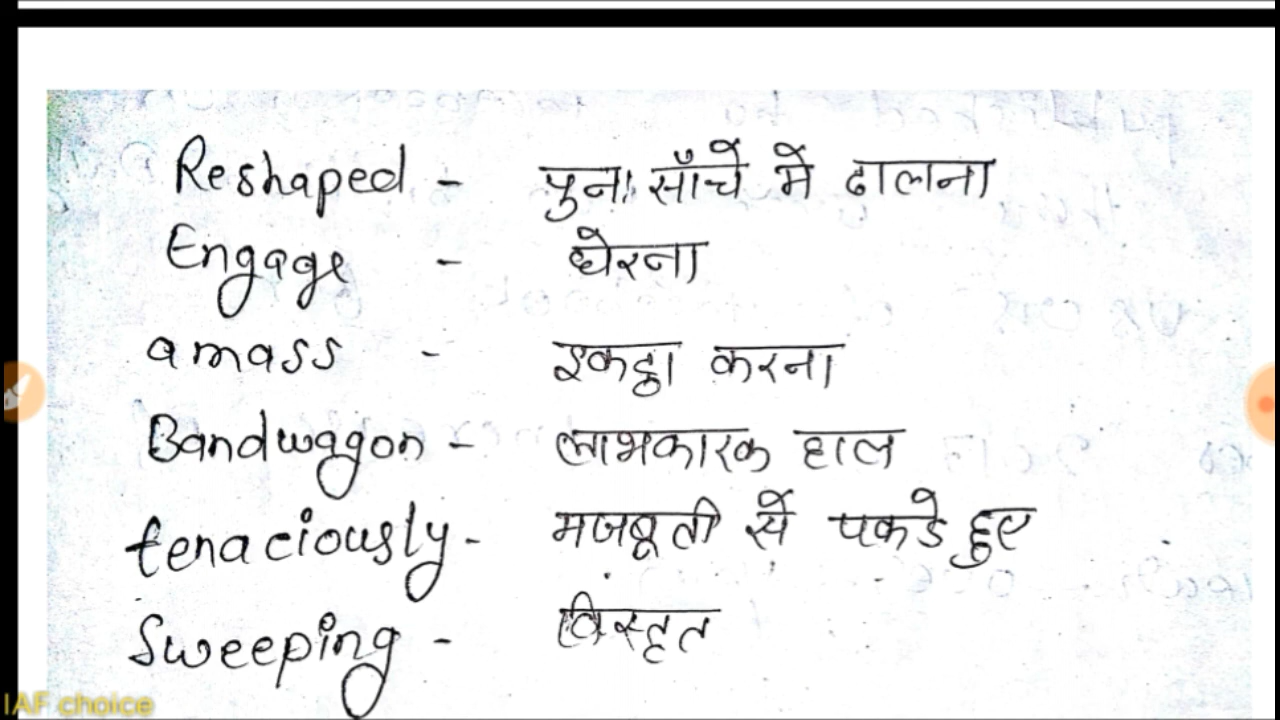 Reshaped - पुनः साँचे मे ढालना
Engage - घेरना
amass - इकट्ठा करना
Bandwagon - लाभकारक हाल
tenaciously - मजबूती से पकडे हुए
Sweeping - विस्तृत
IAF choice